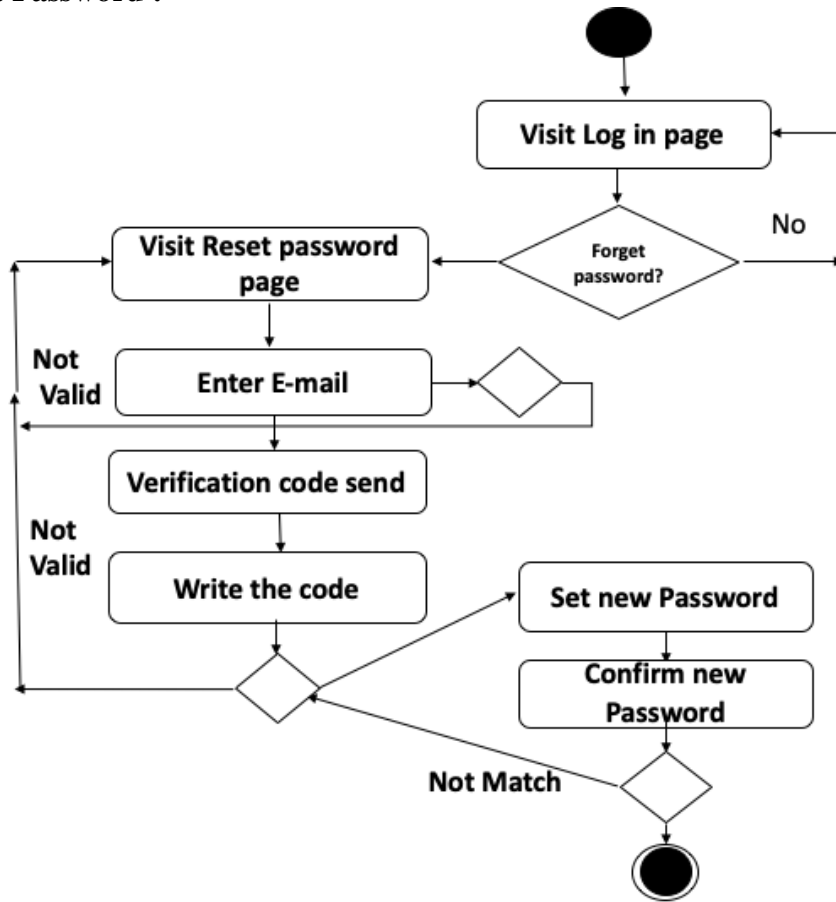 Visit Log in page
No
Forget
password?
Visit Reset password
page
Not
Valid
Enter E-mail
Verification code send
Not
Valid
Write the code
Set new Password
Confirm new
Password
Not Match